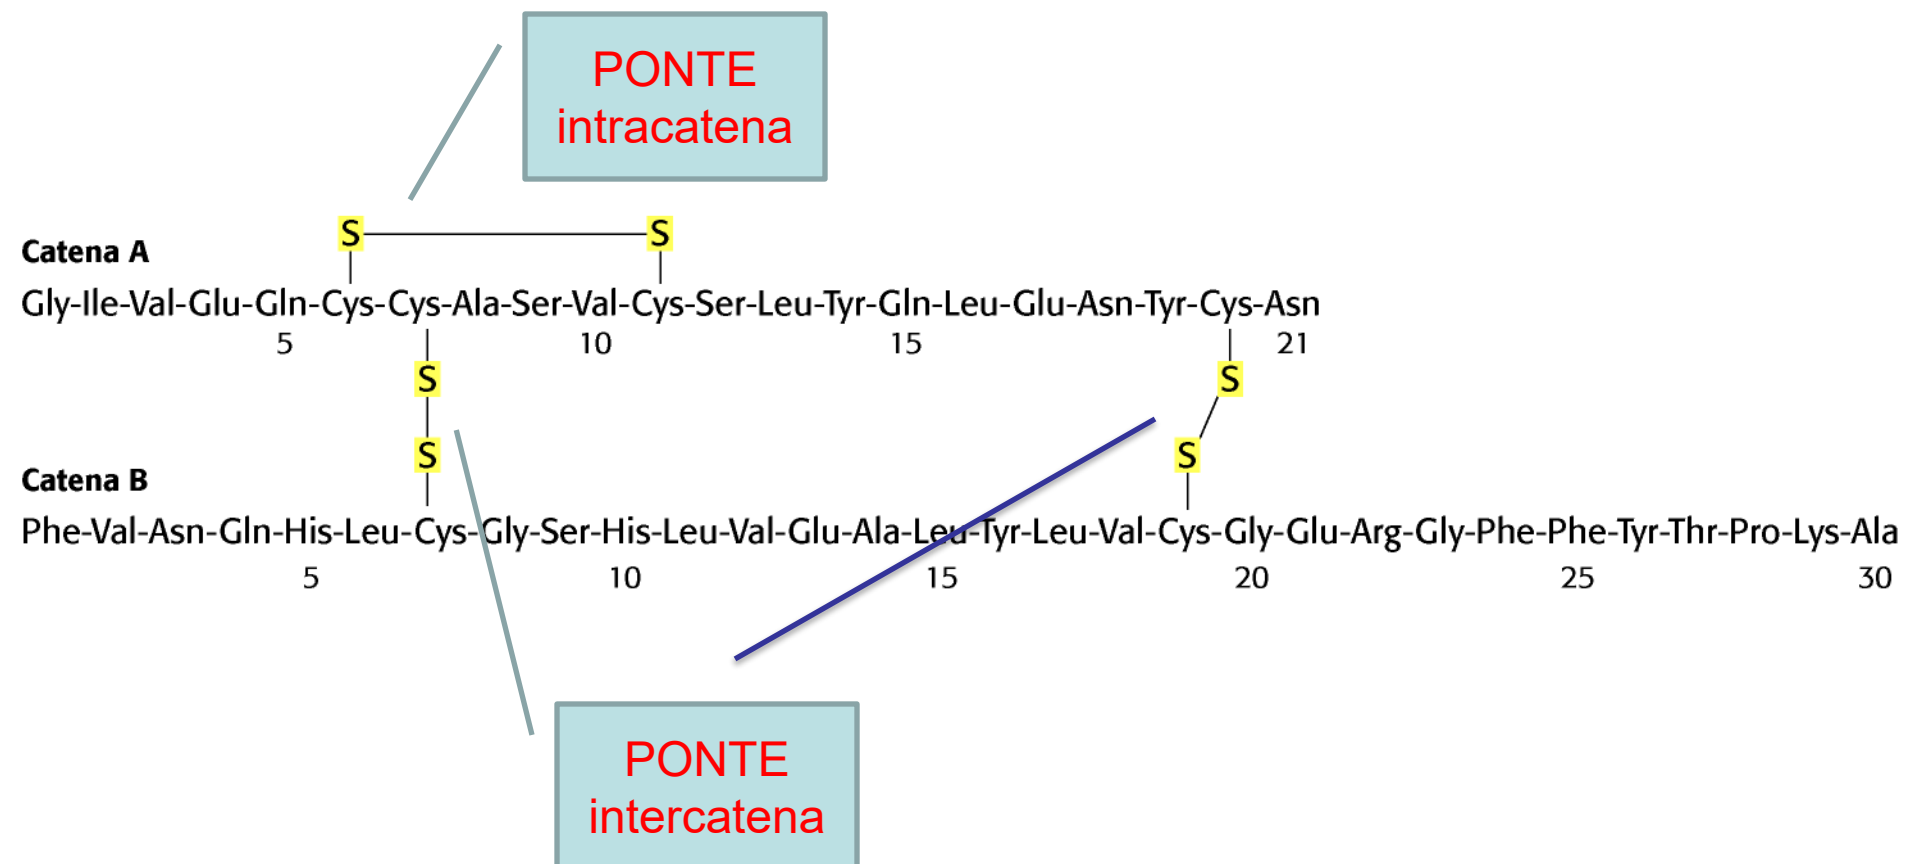 PONTE
intracatena
S S
Catena A
Gly-Ile-Val-Glu-Gln-Cys-Cys-Ala-Ser-Val-Cys-Ser-Leu-Tyr-Gln-Leu-Glu-Asn-Tyr-Cys-Asn
5 10 15 21
S S
S S
Catena B
Phe-Val-Asn-Gln-His-Leu-Cys-Gly-Ser-His-Leu-Val-Glu-Ala-Leu-Tyr-Leu-Val-Cys-Gly-Glu-Arg-Gly-Phe-Phe-Tyr-Thr-Pro-Lys-Ala
5 10 15 20 25 30
PONTE
intercatena